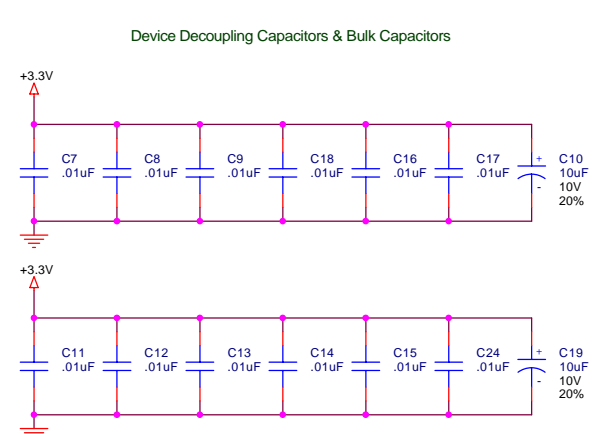 Device Decoupling Capacitors & Bulk Capacitors
+3.3V
C7 C8 C9 C18 C16 C17 + C10
.01uF .01uF .01uF .01uF .01uF .01uF 10uF
- 10V
20%
+3.3V
C11 C12 C13 C14 C15 C24 + C19
.01uF .01uF .01uF .01uF .01uF .01uF 10uF
- 10V
20%